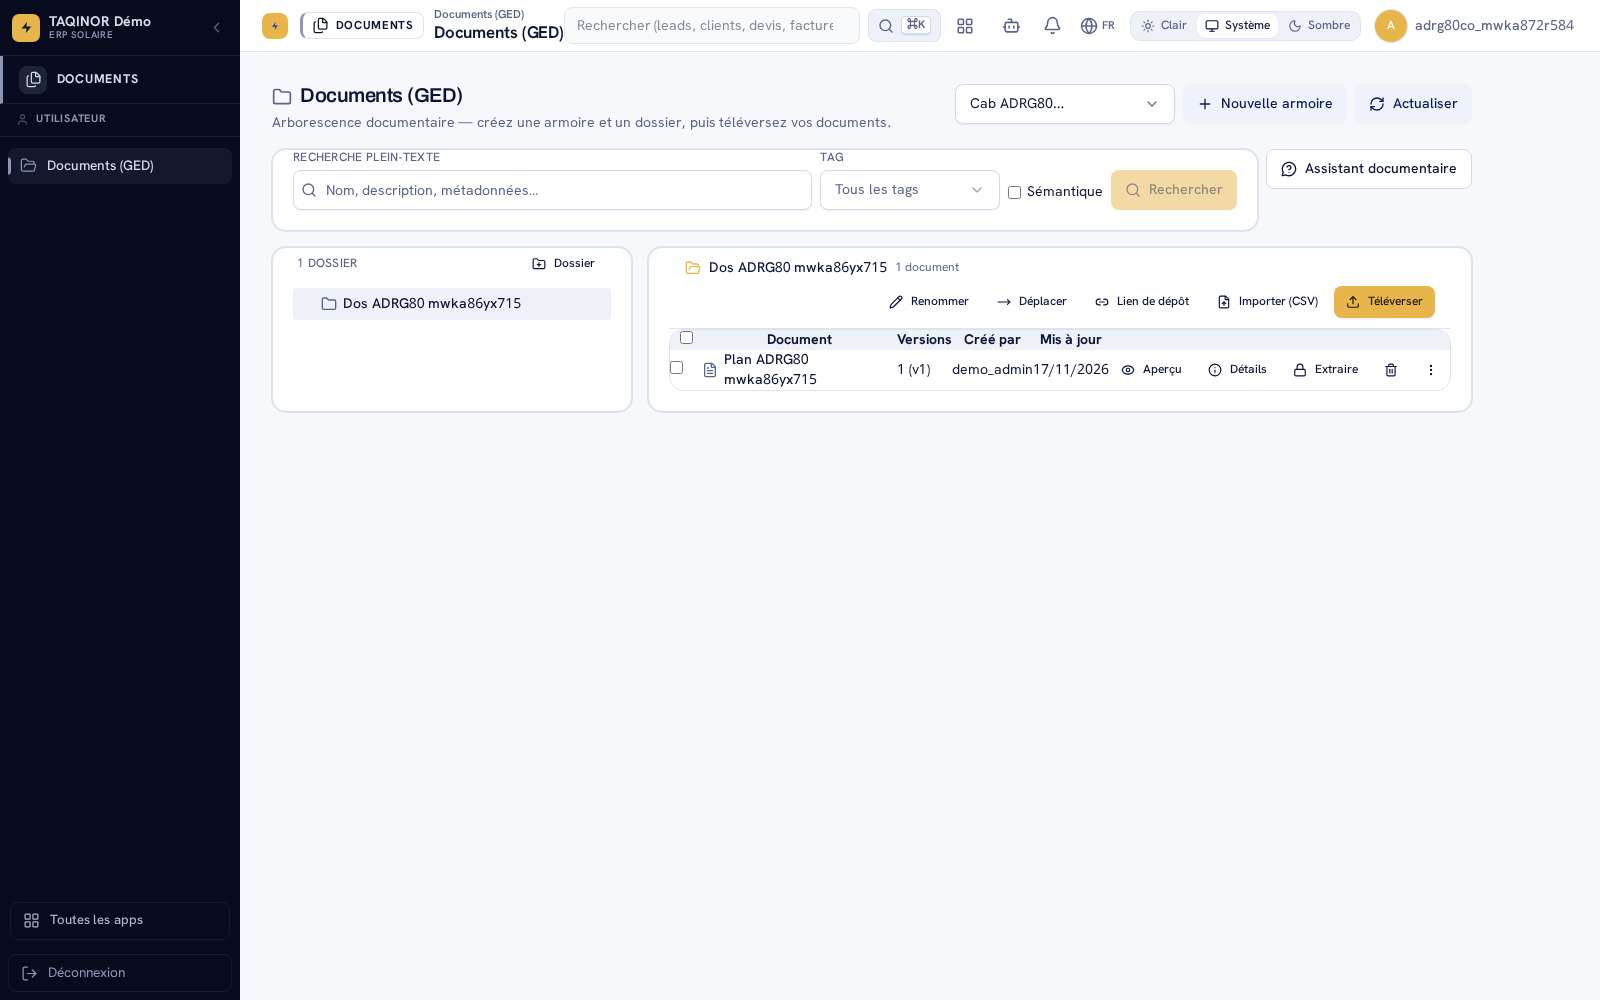 TAQINOR Démo
ERP SOLAIRE
DOCUMENTS
UTILISATEUR
Documents (GED)
Toutes les apps
Déconnexion
DOCUMENTS
Documents (GED)
Documents (GED)
Rechercher (leads, clients, devis, facture
⌘K
FR
Clair
Système
Sombre
A
adrg80co_mwka872r584
Documents (GED)
Arborescence documentaire — créez une armoire et un dossier, puis téléversez vos documents.
Cab ADRG80...
Nouvelle armoire
Actualiser
RECHERCHE PLEIN-TEXTE
TAG
Nom, description, métadonnées...
Tous les tags
Sémantique
Rechercher
Assistant documentaire
1 DOSSIER
Dossier
Dos ADRG80 mwka86yx715
Dos ADRG80 mwka86yx715 1 document
Renommer
Déplacer
Lien de dépôt
Importer (CSV)
Téléverser
Document Versions Créé par Mis à jour
Plan ADRG80 mwka86yx715 1 (v1) demo_admin 17/11/2026 Aperçu Détails Extraire